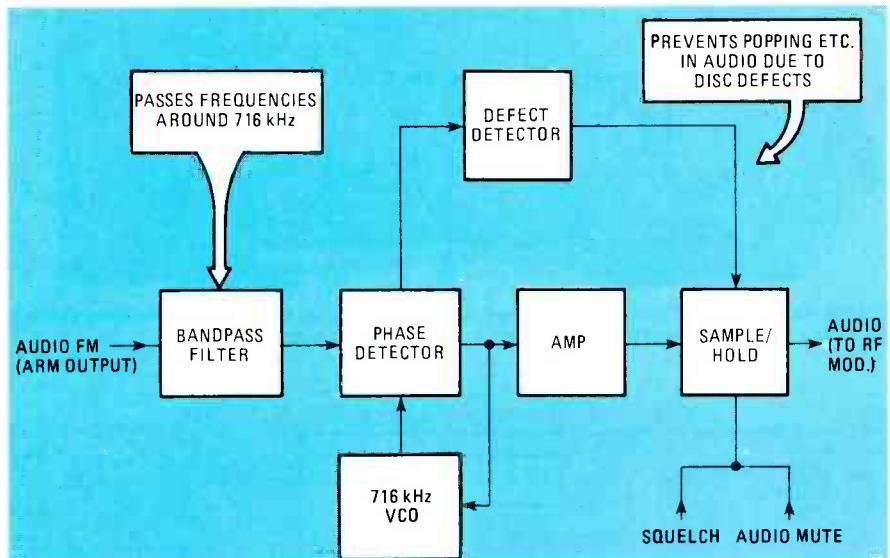 PASSES FREQUENCIES
AROUND 716 kHz
PREVENTS POPPING ETC.
IN AUDIO DUE TO
DISC DEFECTS
DEFECT
DETECTOR
AUDIO FM
(ARM OUTPUT)
BANDPASS
FILTER
PHASE
DETECTOR
AMP
SAMPLE/
HOLD
AUDIO
(TO RF
MOD.)
716 kHz
VCO
SQUELCH
AUDIO MUTE